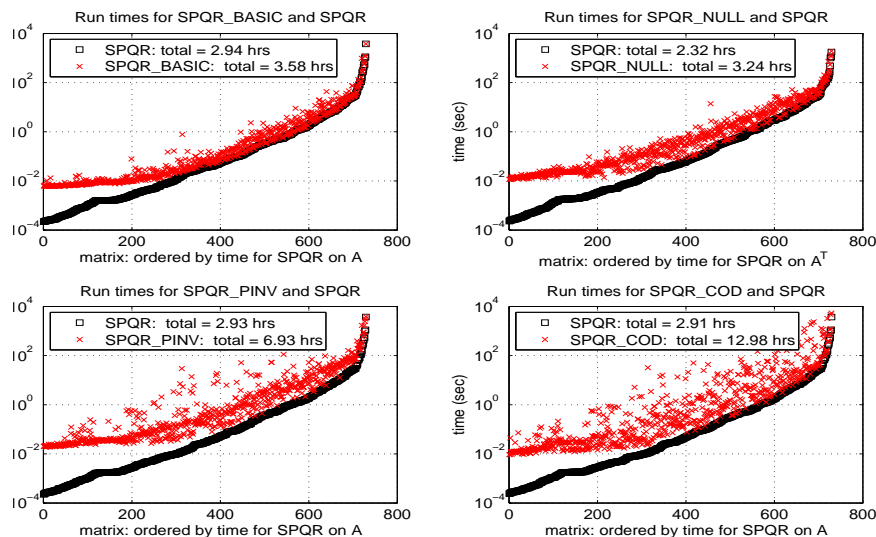 Run times for SPQR_BASIC and SPQR
SPQR: total = 2.94 hrs
SPQR_BASIC: total = 3.58 hrs
10^4
10^2
10^0
10^-2
10^-4
0 200 400 600 800
matrix: ordered by time for SPQR on A
Run times for SPQR_NULL and SPQR
SPQR: total = 2.32 hrs
SPQR_NULL: total = 3.24 hrs
time (sec)
10^4
10^2
10^0
10^-2
10^-4
0 200 400 600 800
matrix: ordered by time for SPQR on A^T
Run times for SPQR_PINV and SPQR
SPQR: total = 2.93 hrs
SPQR_PINV: total = 6.93 hrs
10^4
10^2
10^0
10^-2
10^-4
0 200 400 600 800
matrix: ordered by time for SPQR on A
Run times for SPQR_COD and SPQR
SPQR: total = 2.91 hrs
SPQR_COD: total = 12.98 hrs
time (sec)
10^4
10^2
10^0
10^-2
10^-4
0 200 400 600 800
matrix: ordered by time for SPQR on A